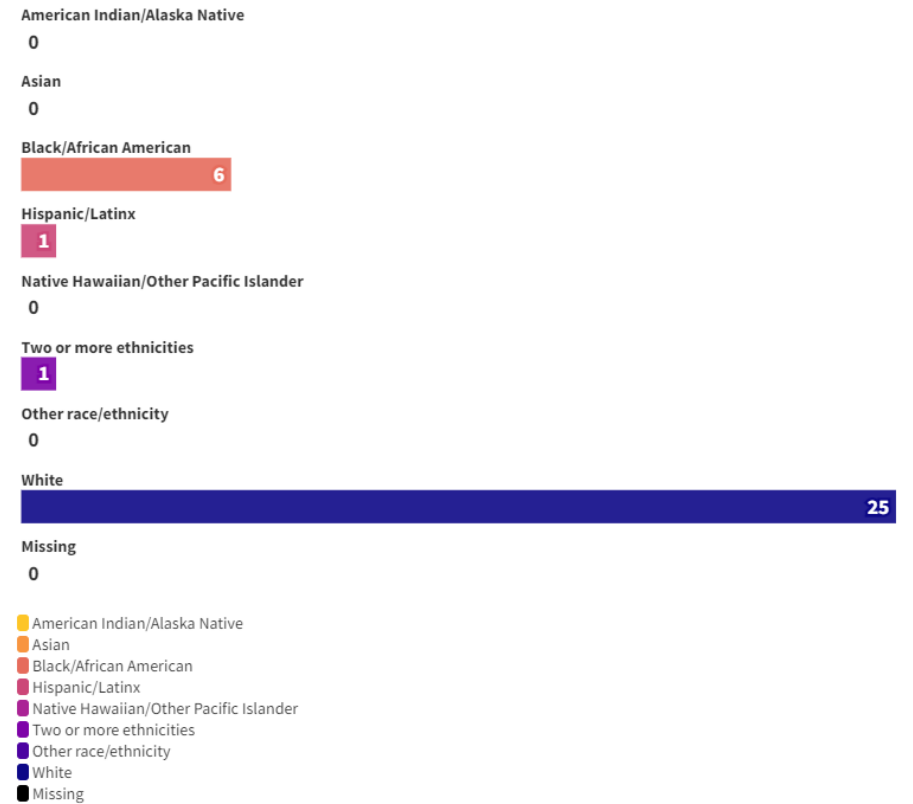 American Indian/Alaska Native
0
Asian
0
Black/African American
6
Hispanic/Latinx
1
Native Hawaiian/Other Pacific Islander
0
Two or more ethnicities
1
Other race/ethnicity
0
White
25
Missing
0
American Indian/Alaska Native
Asian
Black/African American
Hispanic/Latinx
Native Hawaiian/Other Pacific Islander
Two or more ethnicities
Other race/ethnicity
White
Missing